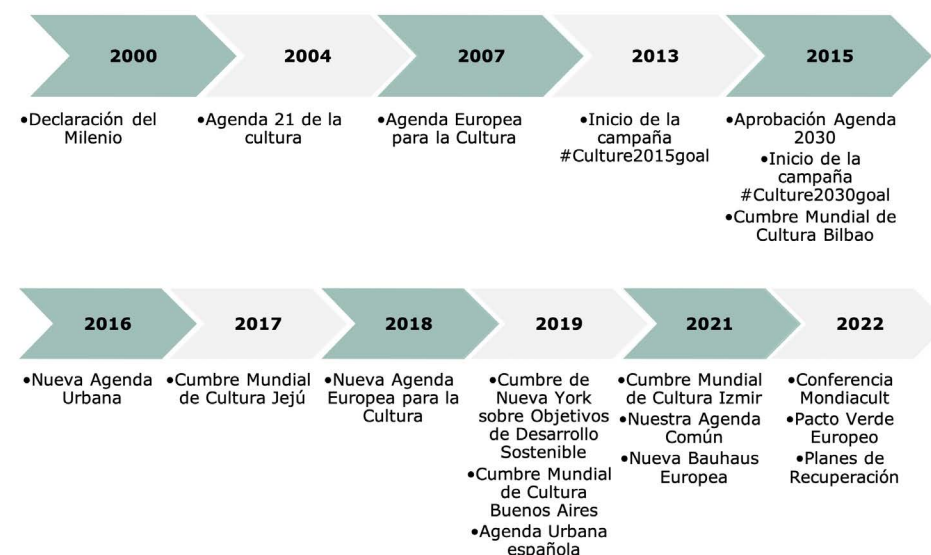 2000
2004
2007
2013
2015
•Declaración del
Milenio
•Agenda 21 de la
cultura
•Agenda Europea
para la Cultura
•Inicio de la
campaña
#Culture2015goal
•Aprobación Agenda
2030
•Inicio de la
campaña
#Culture2030goal
•Cumbre Mundial de
Cultura Bilbao
2016
2017
2018
2019
2021
2022
•Nueva Agenda
Urbana
•Cumbre Mundial
de Cultura Jejú
•Nueva Agenda
Europea para la
Cultura
•Cumbre de
Nueva York
sobre Objetivos
de Desarrollo
Sostenible
•Cumbre Mundial
de Cultura
Buenos Aires
•Agenda Urbana
española
•Cumbre Mundial
de Cultura Izmir
•Nuestra Agenda
Común
•Nueva Bauhaus
Europea
•Conferencia
Mondiacult
•Pacto Verde
Europeo
•Planes de
Recuperación